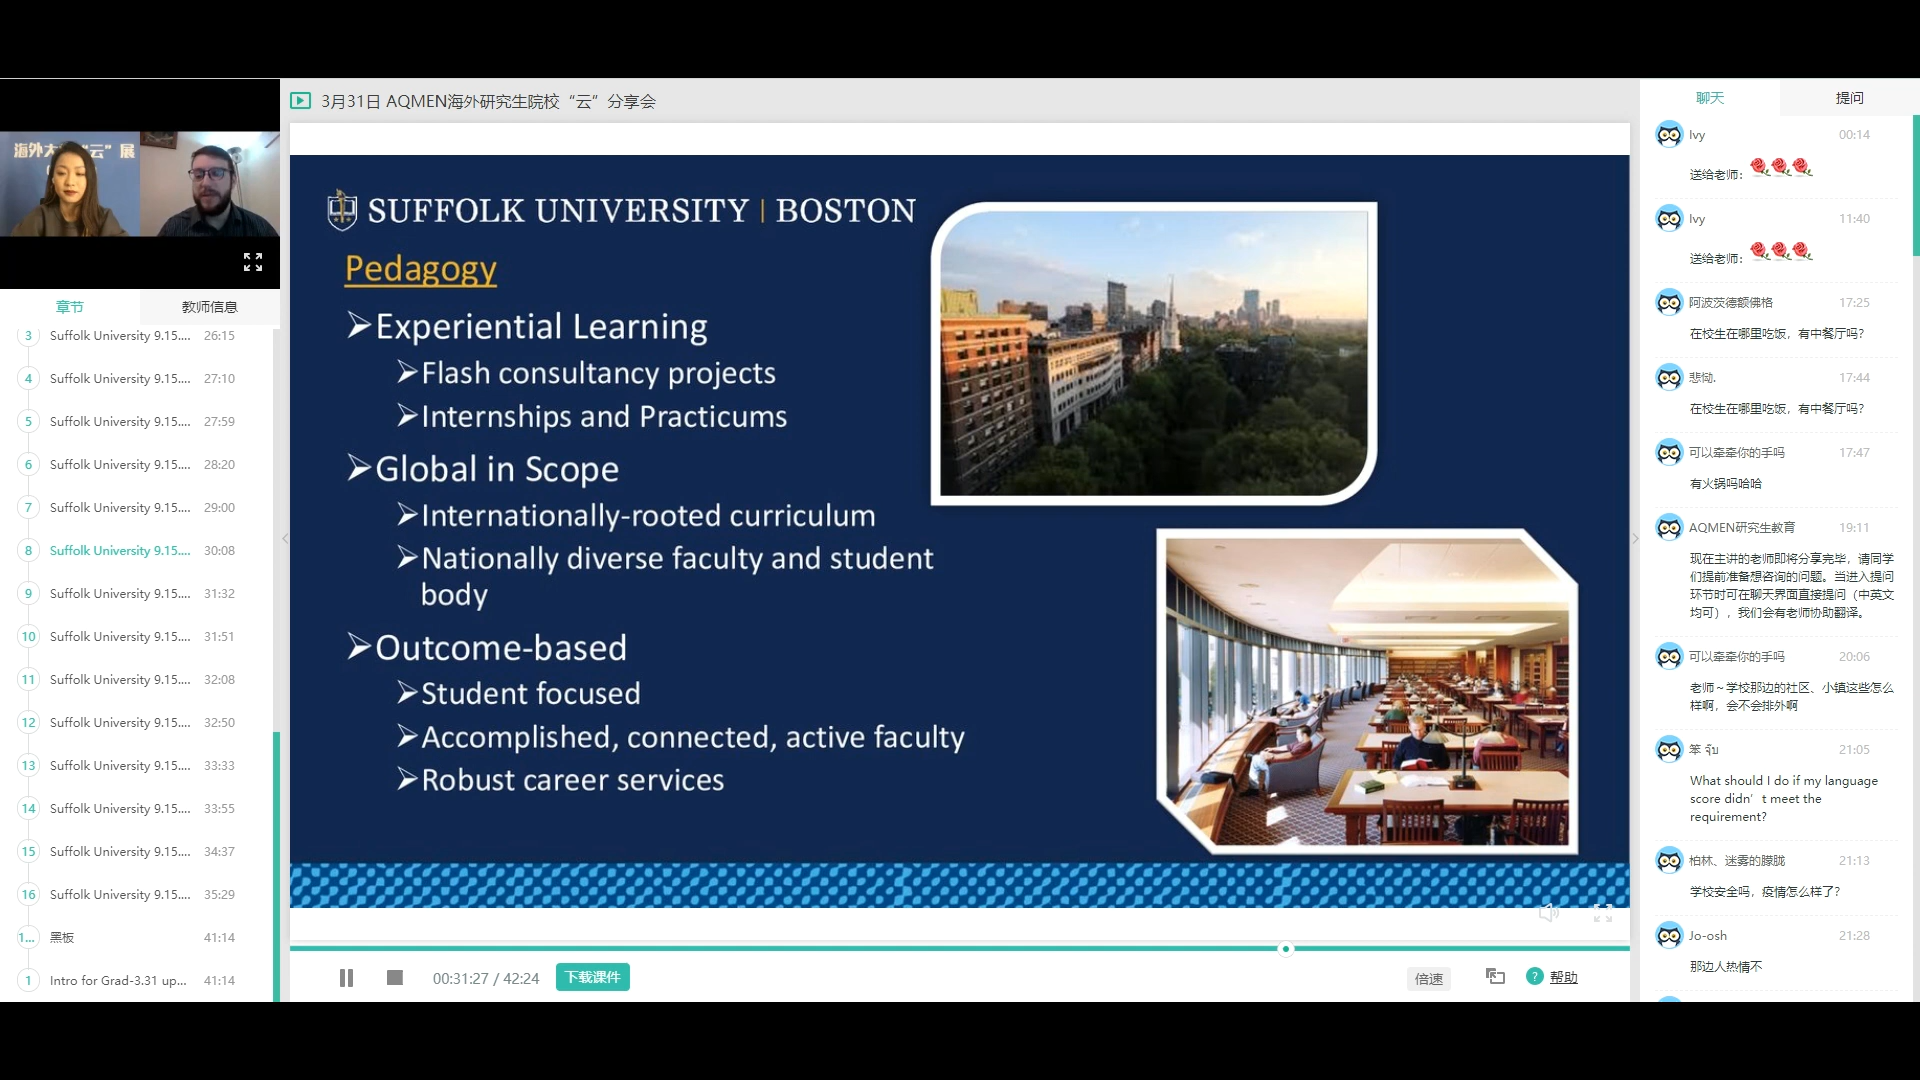 3月31日 AQMEN海外研究生院校“云”分享会
海外大
“云”展
章节
教师信息
3 Suffolk University 9.15.... 26:15
4 Suffolk University 9.15.... 27:10
5 Suffolk University 9.15.... 27:59
6 Suffolk University 9.15.... 28:20
7 Suffolk University 9.15.... 29:00
8 Suffolk University 9.15.... 30:08
9 Suffolk University 9.15.... 31:32
10 Suffolk University 9.15.... 31:51
11 Suffolk University 9.15.... 32:08
12 Suffolk University 9.15.... 32:50
13 Suffolk University 9.15.... 33:33
14 Suffolk University 9.15.... 33:55
15 Suffolk University 9.15.... 34:37
16 Suffolk University 9.15.... 35:29
1... 黑板 41:14
1 Intro for Grad-3.31 up... 41:14
SUFFOLK UNIVERSITY | BOSTON
Pedagogy
➢Experiential Learning
➢Flash consultancy projects
➢Internships and Practicums
➢Global in Scope
➢Internationally-rooted curriculum
➢Nationally diverse faculty and student
body
➢Outcome-based
➢Student focused
➢Accomplished, connected, active faculty
➢Robust career services
00:31:27 / 42:24
下载课件
倍速
? 帮助
聊天
提问
Ivy 00:14
送给老师:
Ivy 11:40
送给老师:
阿波茨德额佛格 17:25
在校生在哪里吃饭，有中餐厅吗?
悲恸. 17:44
在校生在哪里吃饭，有中餐厅吗?
可以牵牵你的手吗 17:47
有火锅吗哈哈
AQMEN研究生教育 19:11
现在主讲的老师即将分享完毕，请同学
们提前准备想咨询的问题。当进入提问
环节时可在聊天界面直接提问（中英文
均可），我们会有老师协助翻译。
可以牵牵你的手吗 20:06
老师～学校那边的社区、小镇这些怎么
样啊，会不会排外啊
21:05
What should I do if my language
score didn’t meet the
requirement?
柏林、迷雾的朦胧 21:13
学校安全吗，疫情怎么样了?
Jo-osh 21:28
那边人热情不